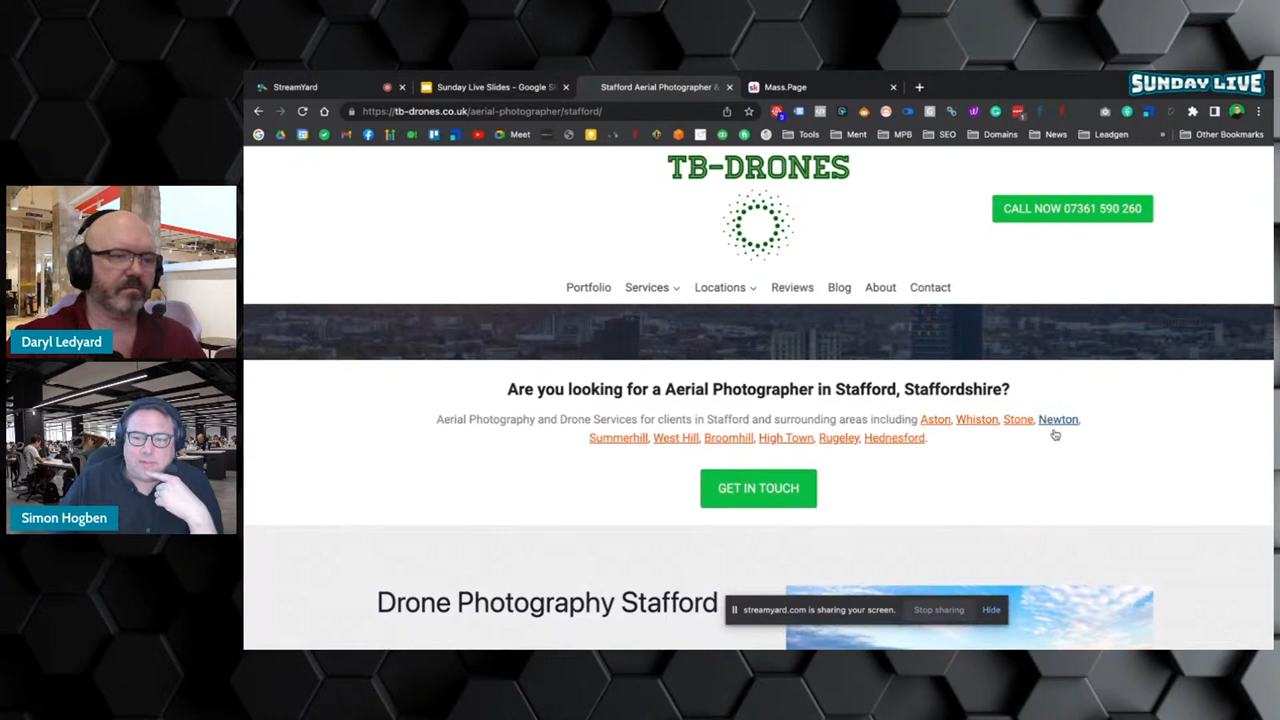 SUNDAY LIVE
StreamYard
Sunday Live Slides - Google Sl
Stafford Aerial Photographer &
Mass.Page
https://tb-drones.co.uk/aerial-photographer/stafford/
Meet
Tools
Ment
MPB
SEO
Domains
News
Leadgen
»
Other Bookmarks
TB-DRONES
CALL NOW 07361 590 260
Portfolio
Services
Locations
Reviews
Blog
About
Contact
Are you looking for a Aerial Photographer in Stafford, Staffordshire?
Aerial Photography and Drone Services for clients in Stafford and surrounding areas including Aston, Whiston, Stone, Newton,
Summerhill, West Hill, Broomhill, High Town, Rugeley, Hednesford.
GET IN TOUCH
Drone Photography Stafford
streamyard.com is sharing your screen.
Stop sharing
Hide
Daryl Ledyard
Simon Hogben